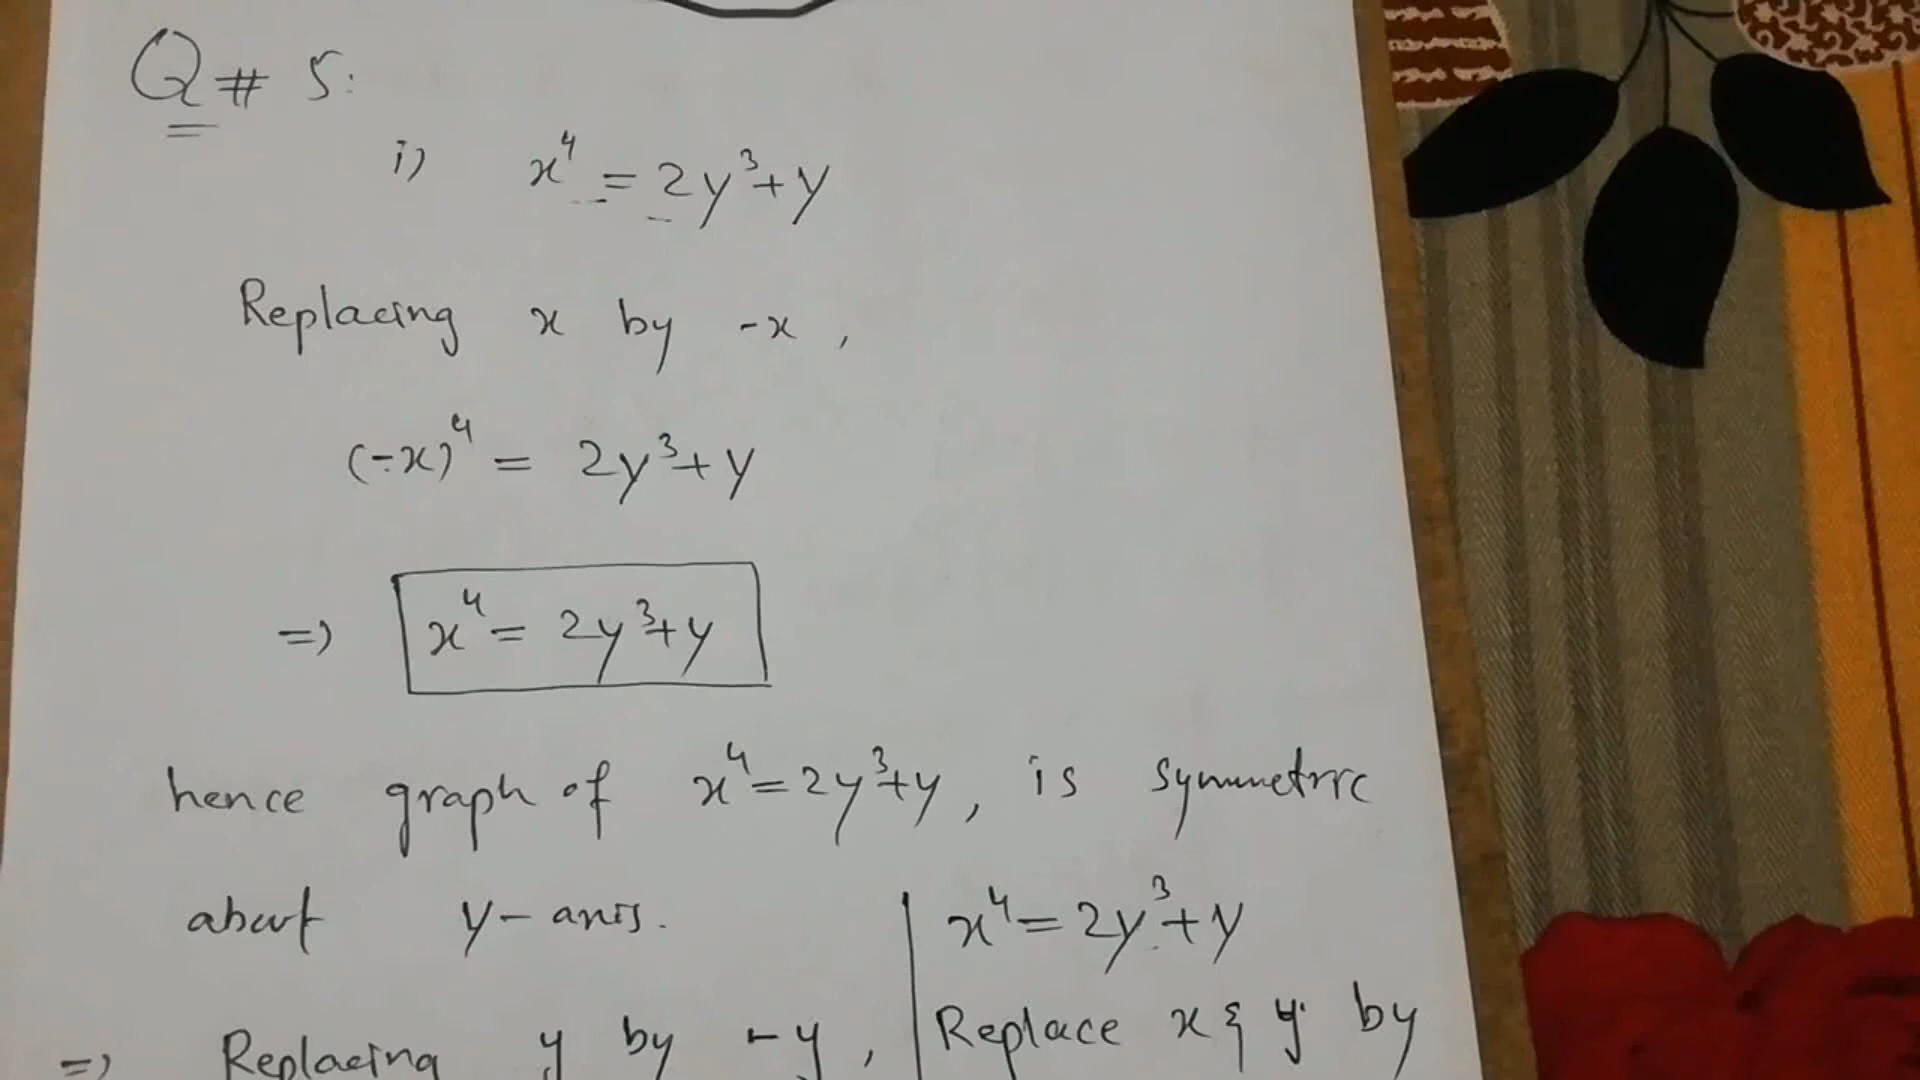 Q# 5:
i) x⁴ = 2y³+y
Replacing x by -x,
(-x)⁴ = 2y³+y
=> x⁴ = 2y³+y
hence graph of x⁴=2y³+y, is symmetric
about y-axis.
=> Replacing y by -y,
x⁴=2y³+y
Replace x & y by